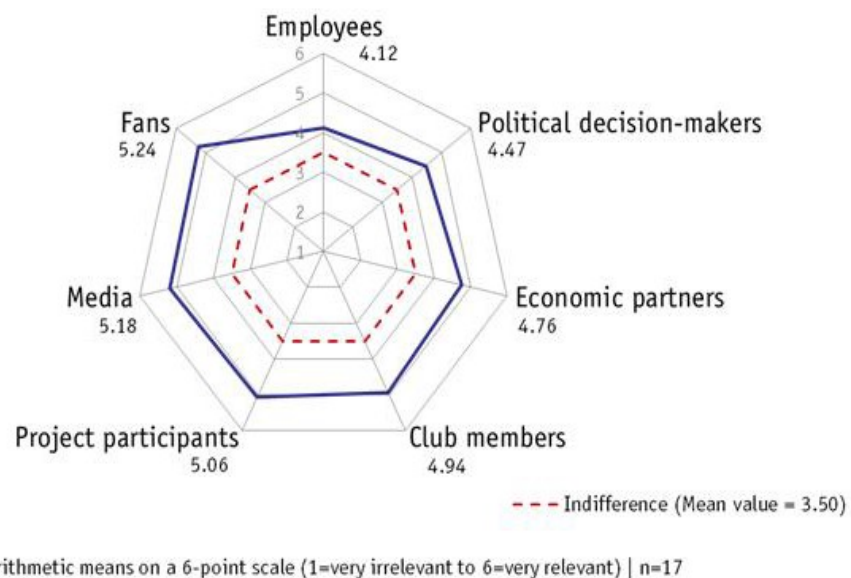 Employees
4.12
6
5
4
3
2
1
Fans
5.24
Political decision-makers
4.47
Media
5.18
Economic partners
4.76
Project participants
5.06
Club members
4.94
Indifference (Mean value = 3.50)
rithmetic means on a 6-point scale (1=very irrelevant to 6=very relevant) | n=17